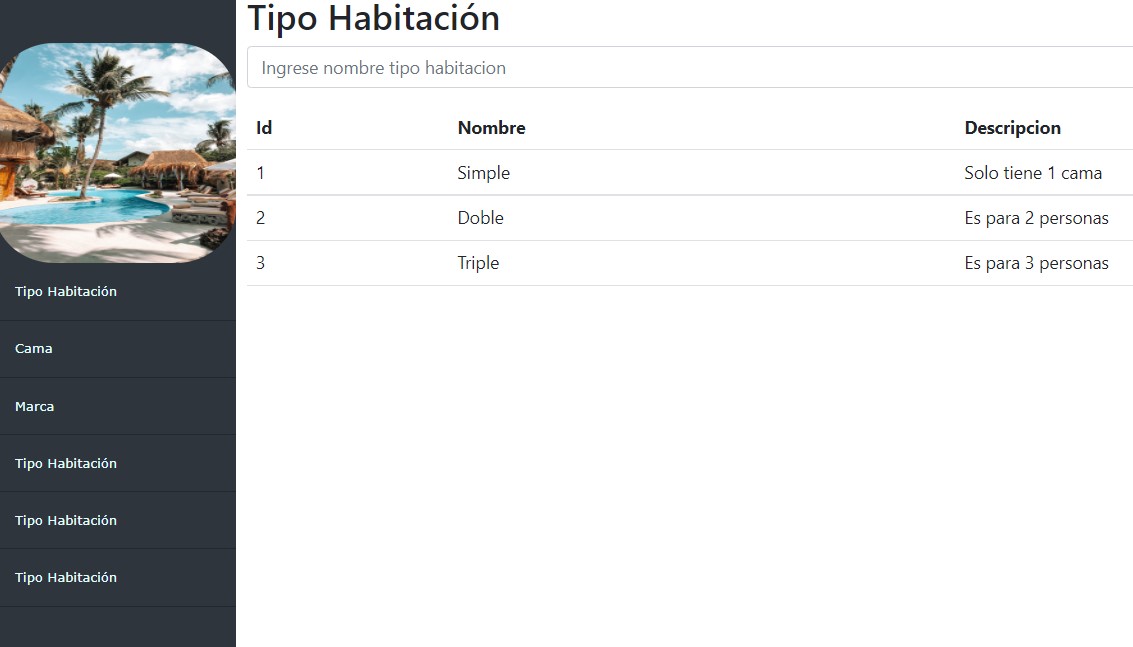 Tipo Habitación
Ingrese nombre tipo habitacion
Id Nombre Descripcion
1 Simple Solo tiene 1 cama
2 Doble Es para 2 personas
3 Triple Es para 3 personas
Tipo Habitación
Cama
Marca
Tipo Habitación
Tipo Habitación
Tipo Habitación